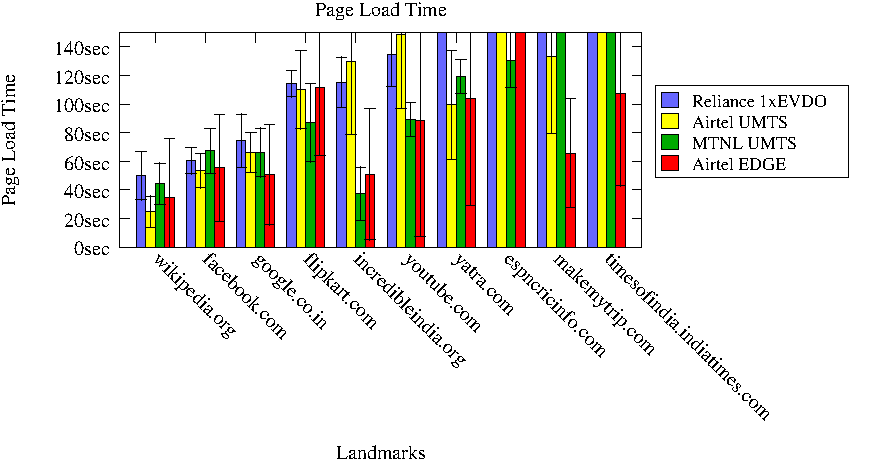 Page Load Time
Page Load Time
140sec
120sec
100sec
80sec
60sec
40sec
20sec
0sec
Reliance 1xEVDO
Airtel UMTS
MTNL UMTS
Airtel EDGE
wikipedia.org
facebook.com
google.co.in
flipkart.com
incredibleindia.org
youtube.com
yatra.com
espncricinfo.com
makemytrip.com
timesofindia.indiatimes.com
Landmarks